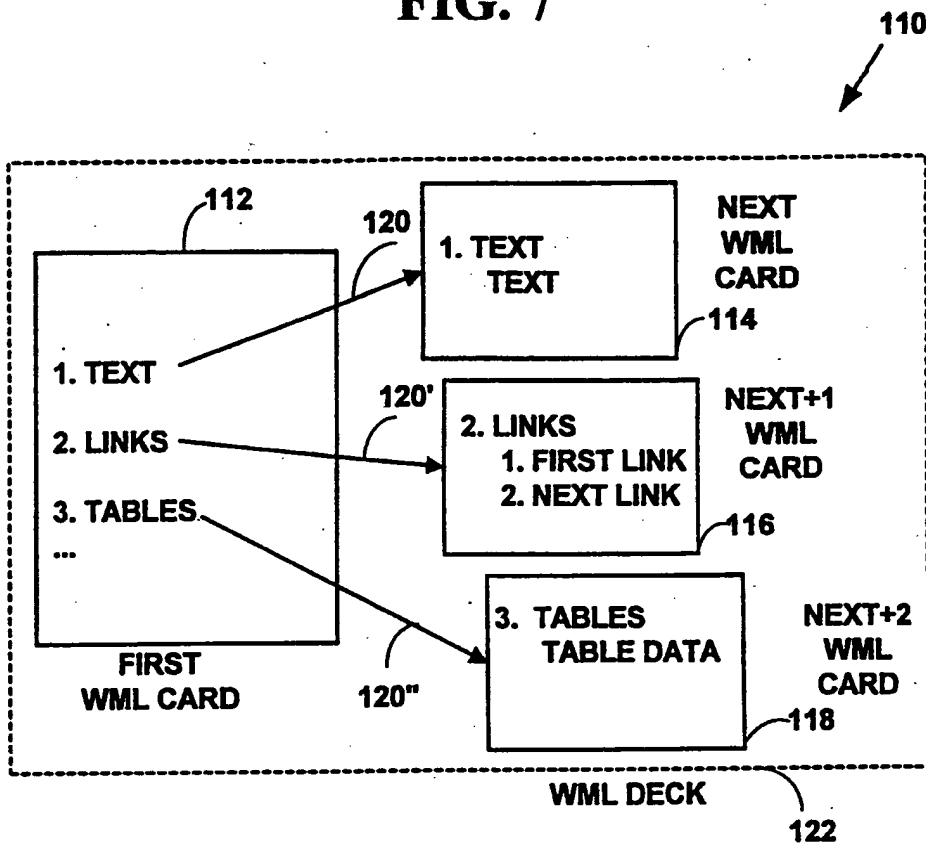 FIG. 7
110
112
120
1. TEXT
TEXT
NEXT
WML
CARD
114
1. TEXT
2. LINKS
3. TABLES
...
120'
2. LINKS
1. FIRST LINK
2. NEXT LINK
NEXT+1
WML
CARD
116
FIRST
WML CARD
120"
3. TABLES
TABLE DATA
NEXT+2
WML
CARD
118
WML DECK
122